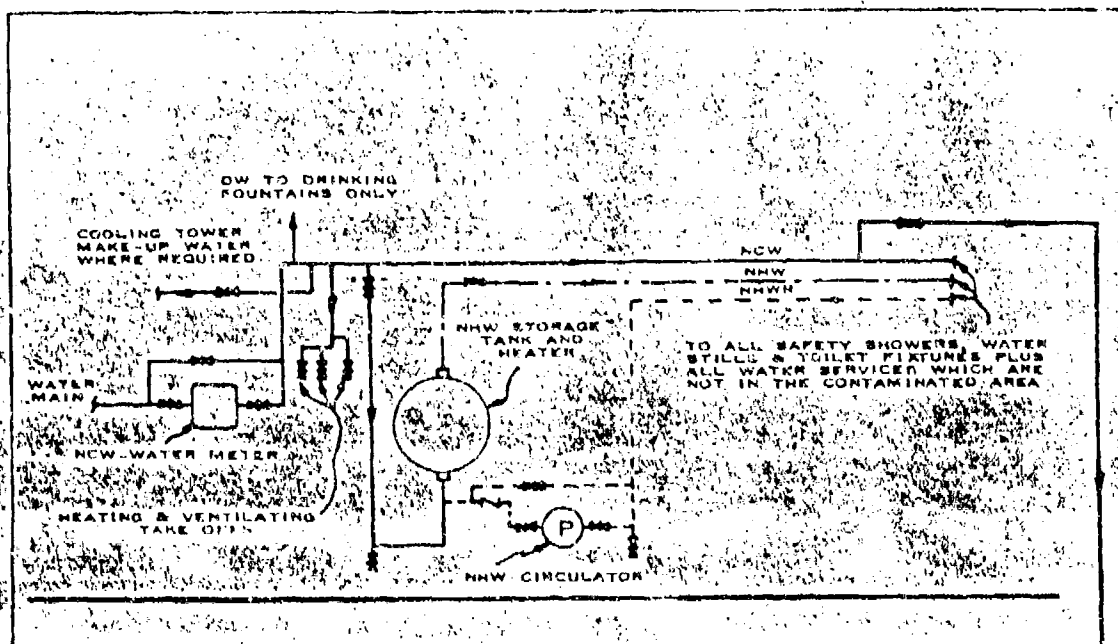 DW TO DRINKING
FOUNTAINS ONLY
COOLING TOWER
MAKE-UP WATER
WHERE REQUIRED
NCW
NHW
NHWR
NHW STORAGE
TANK AND
HEATER
TO ALL SAFETY SHOWERS, WATER
STILLS & TOILET FIXTURES PLUS
ALL WATER SERVICES WHICH ARE
NOT IN THE CONTAMINATED AREA
WATER
MAIN
NCW-WATER METER
HEATING & VENTILATING
TAKE OFFS
P
NHW CIRCULATOR